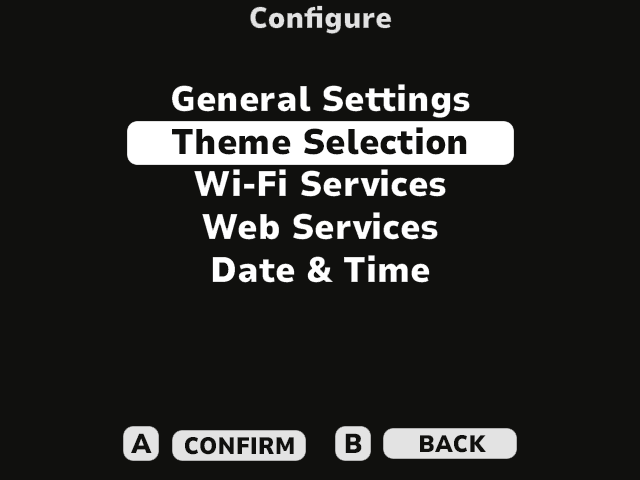 Configure
General Settings
Theme Selection
Wi-Fi Services
Web Services
Date & Time
A CONFIRM B BACK